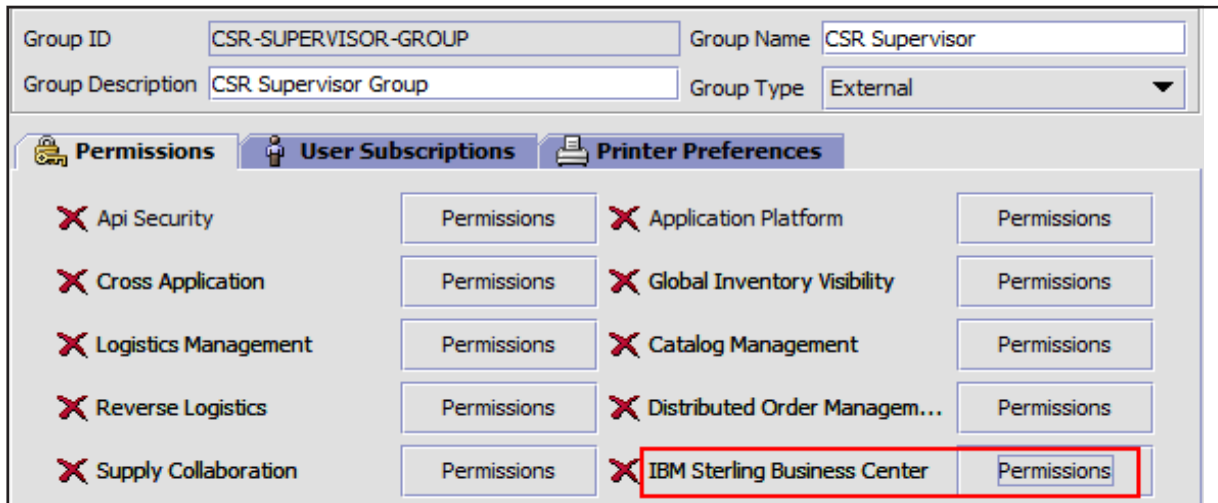 Group ID CSR-SUPERVISOR-GROUP Group Name CSR Supervisor
Group Description CSR Supervisor Group Group Type External
Permissions User Subscriptions Printer Preferences
Api Security Permissions Application Platform Permissions
Cross Application Permissions Global Inventory Visibility Permissions
Logistics Management Permissions Catalog Management Permissions
Reverse Logistics Permissions Distributed Order Managem... Permissions
Supply Collaboration Permissions IBM Sterling Business Center Permissions